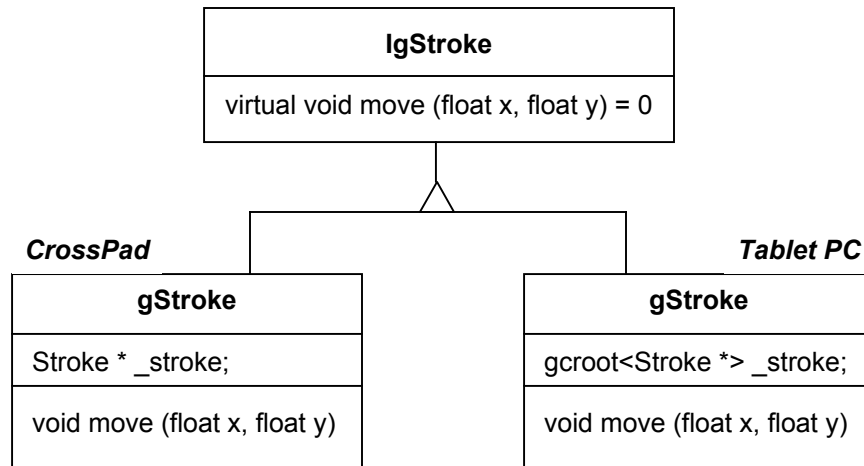 IgStroke
virtual void move (float x, float y) = 0
CrossPad
Tablet PC
gStroke
Stroke * _stroke;
void move (float x, float y)
gStroke
gcroot<Stroke *> _stroke;
void move (float x, float y)